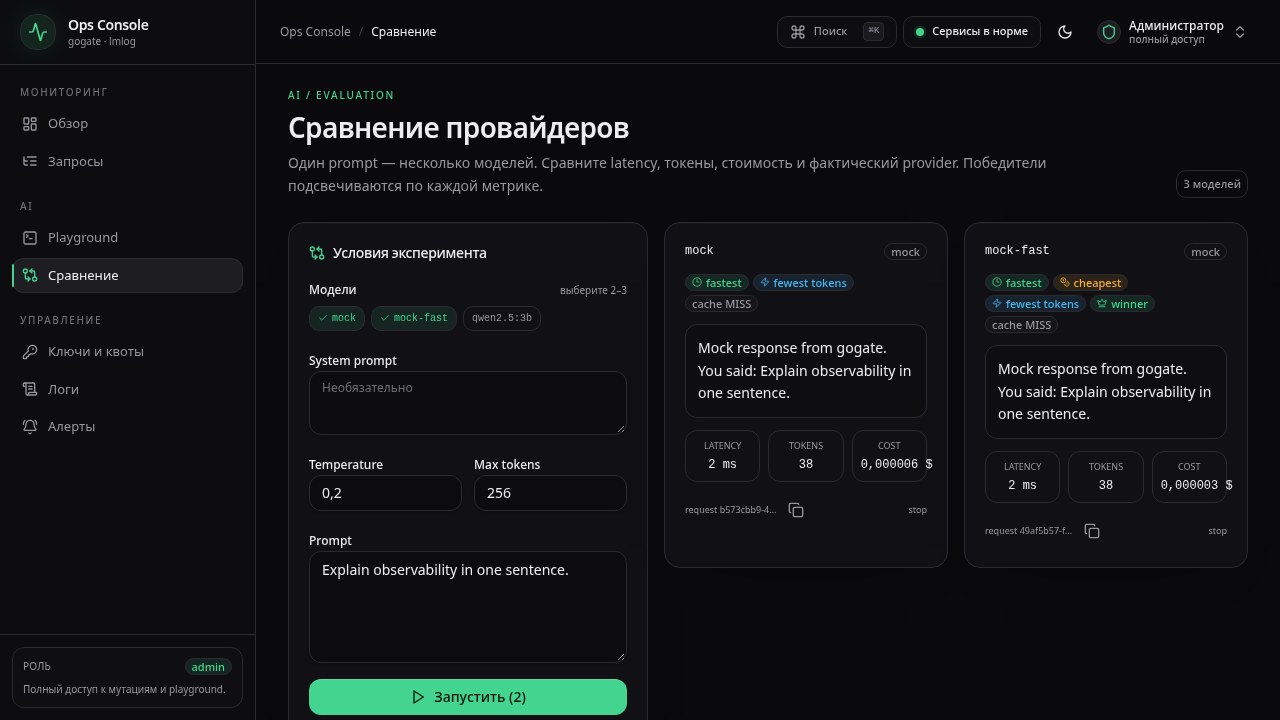 Ops Console
gogate · lmlog
МОНИТОРИНГ
Обзор
Запросы
AI
Playground
Сравнение
УПРАВЛЕНИЕ
Ключи и квоты
Логи
Алерты
РОЛЬ
admin
Полный доступ к мутациям и playground.
Ops Console / Сравнение
Поиск ⌘K
Сервисы в норме
Администратор
полный доступ
AI / EVALUATION
Сравнение провайдеров
Один prompt — несколько моделей. Сравните latency, токены, стоимость и фактический provider. Победители
подсвечиваются по каждой метрике.
3 моделей
Условия эксперимента
Модели выберите 2–3
mock mock-fast qwen2.5:3b
System prompt
Необязательно
Temperature Max tokens
0,2 256
Prompt
Explain observability in one sentence.
Запустить (2)
mock mock
fastest fewest tokens
cache MISS
Mock response from gogate.
You said: Explain observability in
one sentence.
LATENCY TOKENS COST
2 ms 38 0,000006 $
request b573cbb9-4… stop
mock-fast mock
fastest cheapest
fewest tokens winner
cache MISS
Mock response from gogate.
You said: Explain observability in
one sentence.
LATENCY TOKENS COST
2 ms 38 0,000003 $
request 49af5b57-f… stop